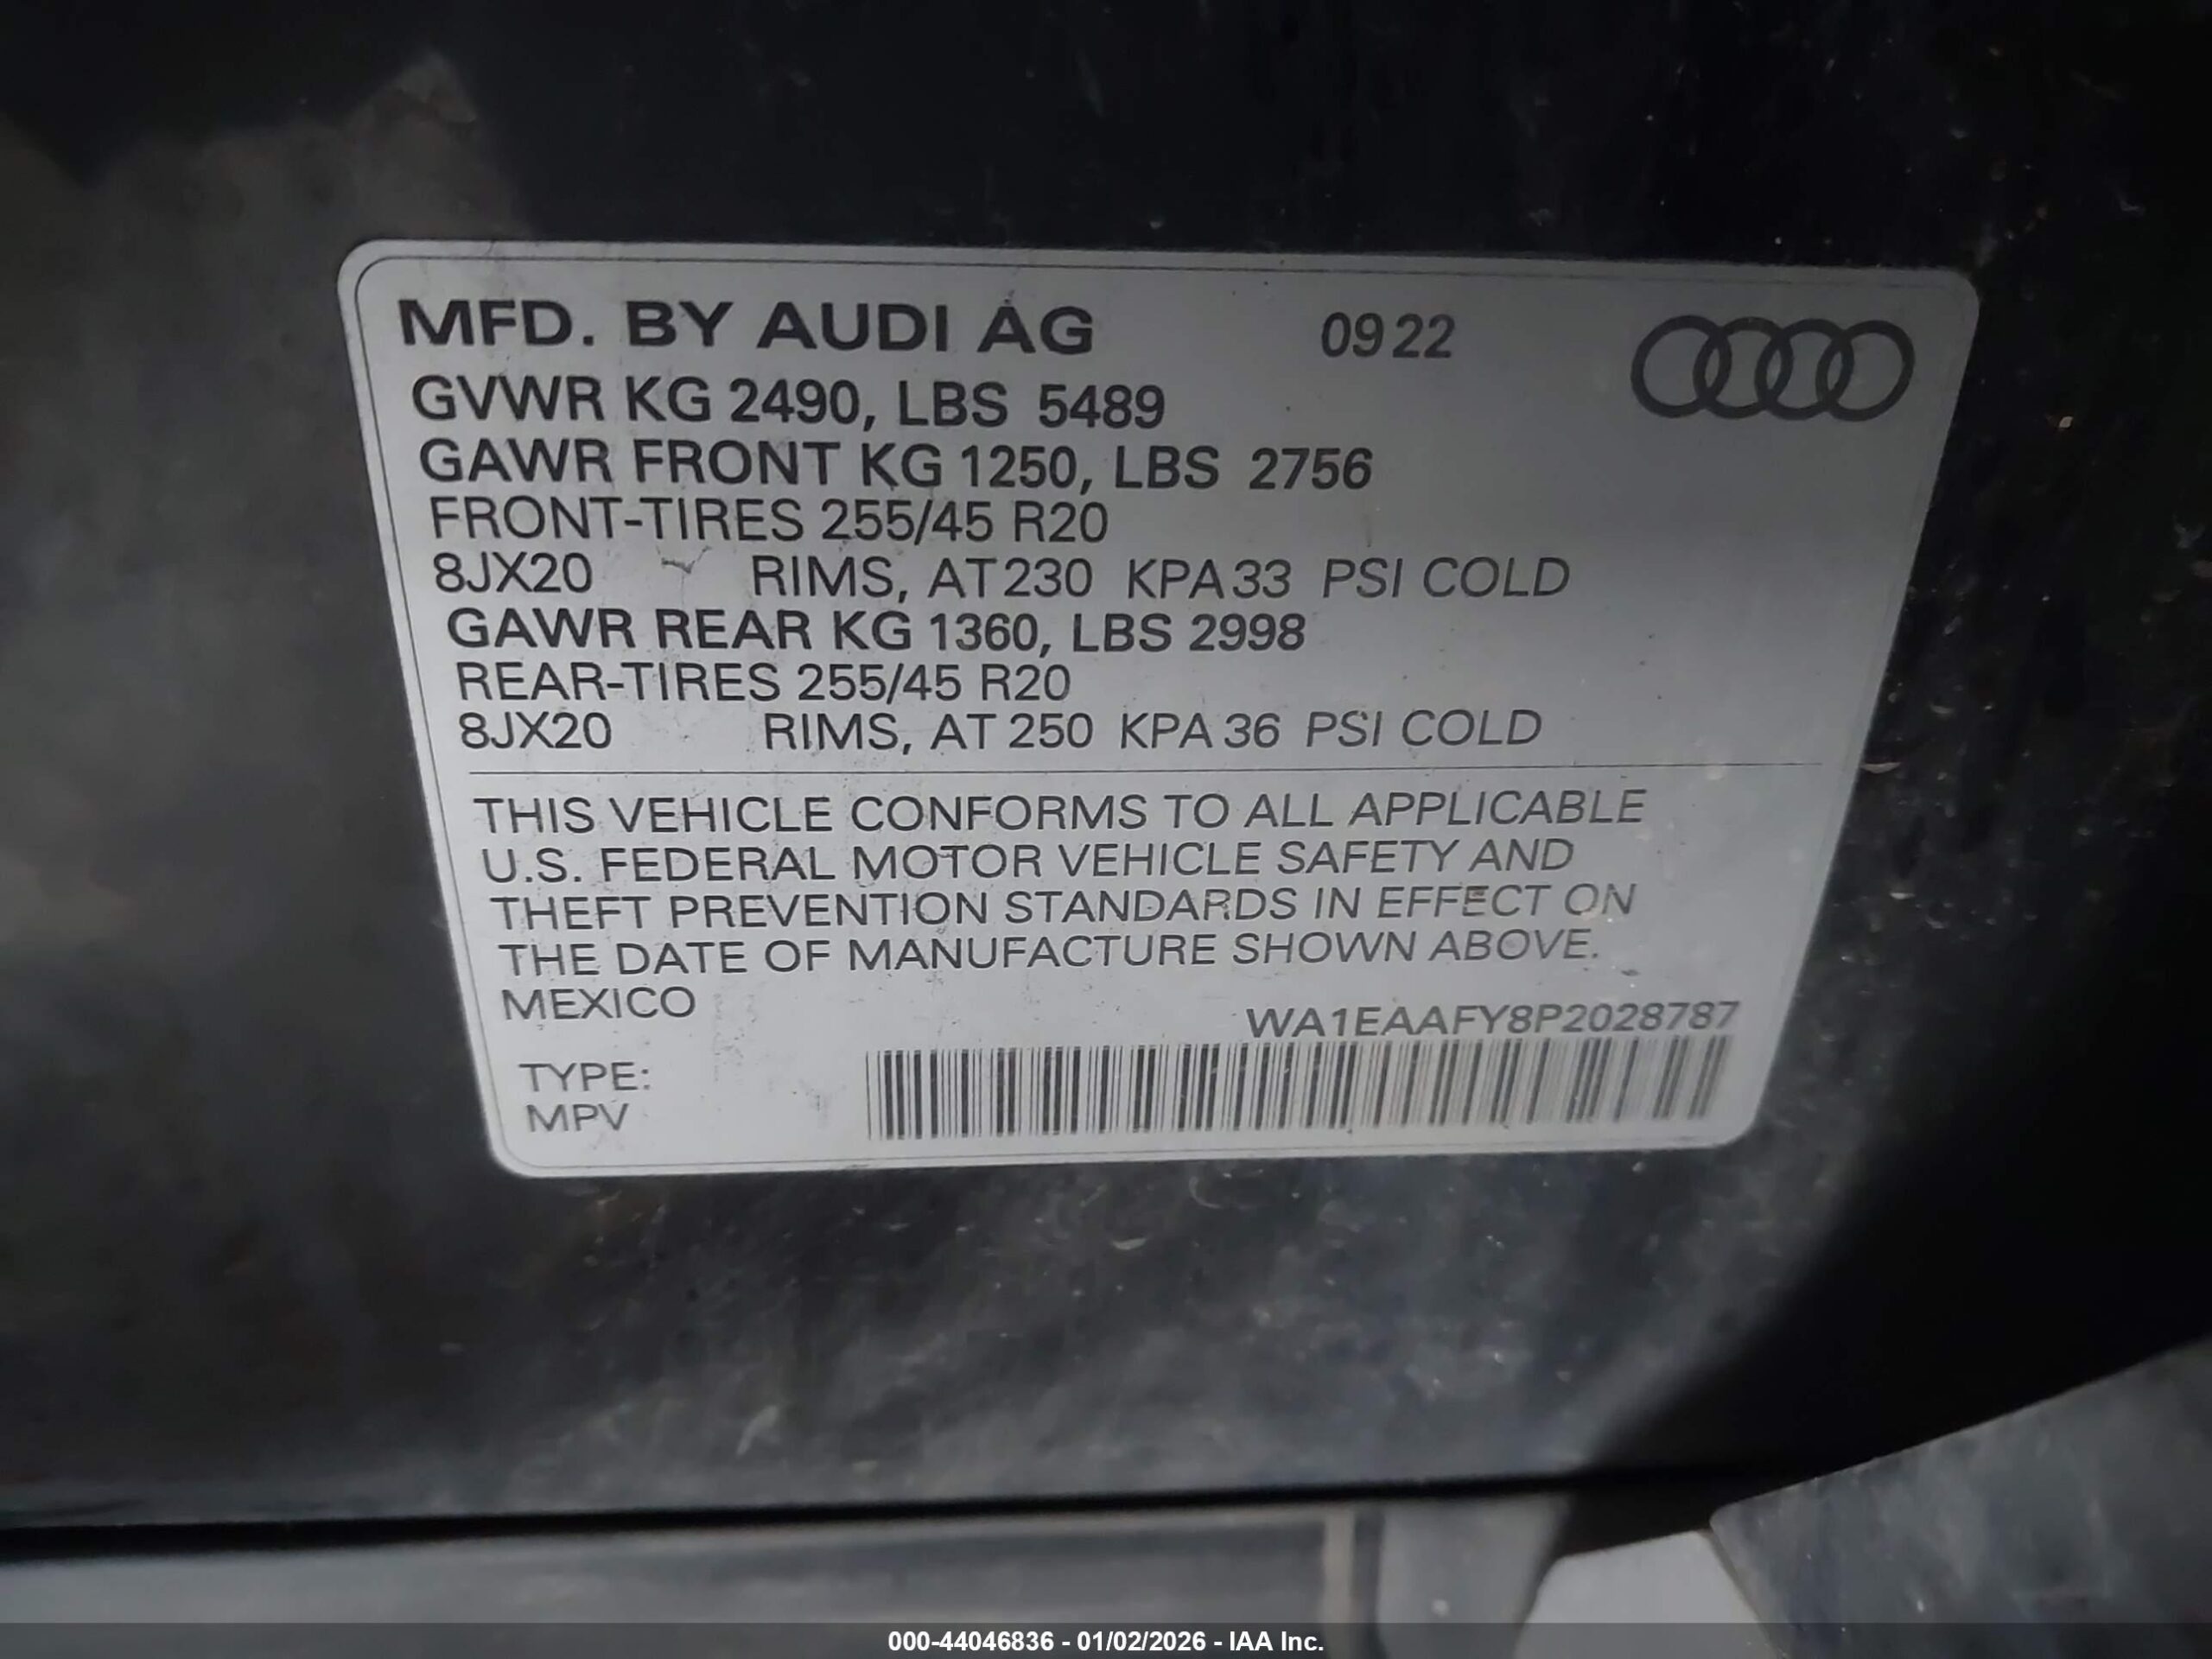 MFD. BY AUDI AG 09 22
GVWR KG 2490, LBS 5489
GAWR FRONT KG 1250, LBS 2756
FRONT-TIRES 255/45 R20
8JX20 RIMS, AT 230 KPA 33 PSI COLD
GAWR REAR KG 1360, LBS 2998
REAR-TIRES 255/45 R20
8JX20 RIMS, AT 250 KPA 36 PSI COLD
THIS VEHICLE CONFORMS TO ALL APPLICABLE
U.S. FEDERAL MOTOR VEHICLE SAFETY AND
THEFT PREVENTION STANDARDS IN EFFECT ON
THE DATE OF MANUFACTURE SHOWN ABOVE.
MEXICO
WA1EAAFY8P2028787
TYPE:
MPV
000-44046836 - 01/02/2026 - IAA Inc.